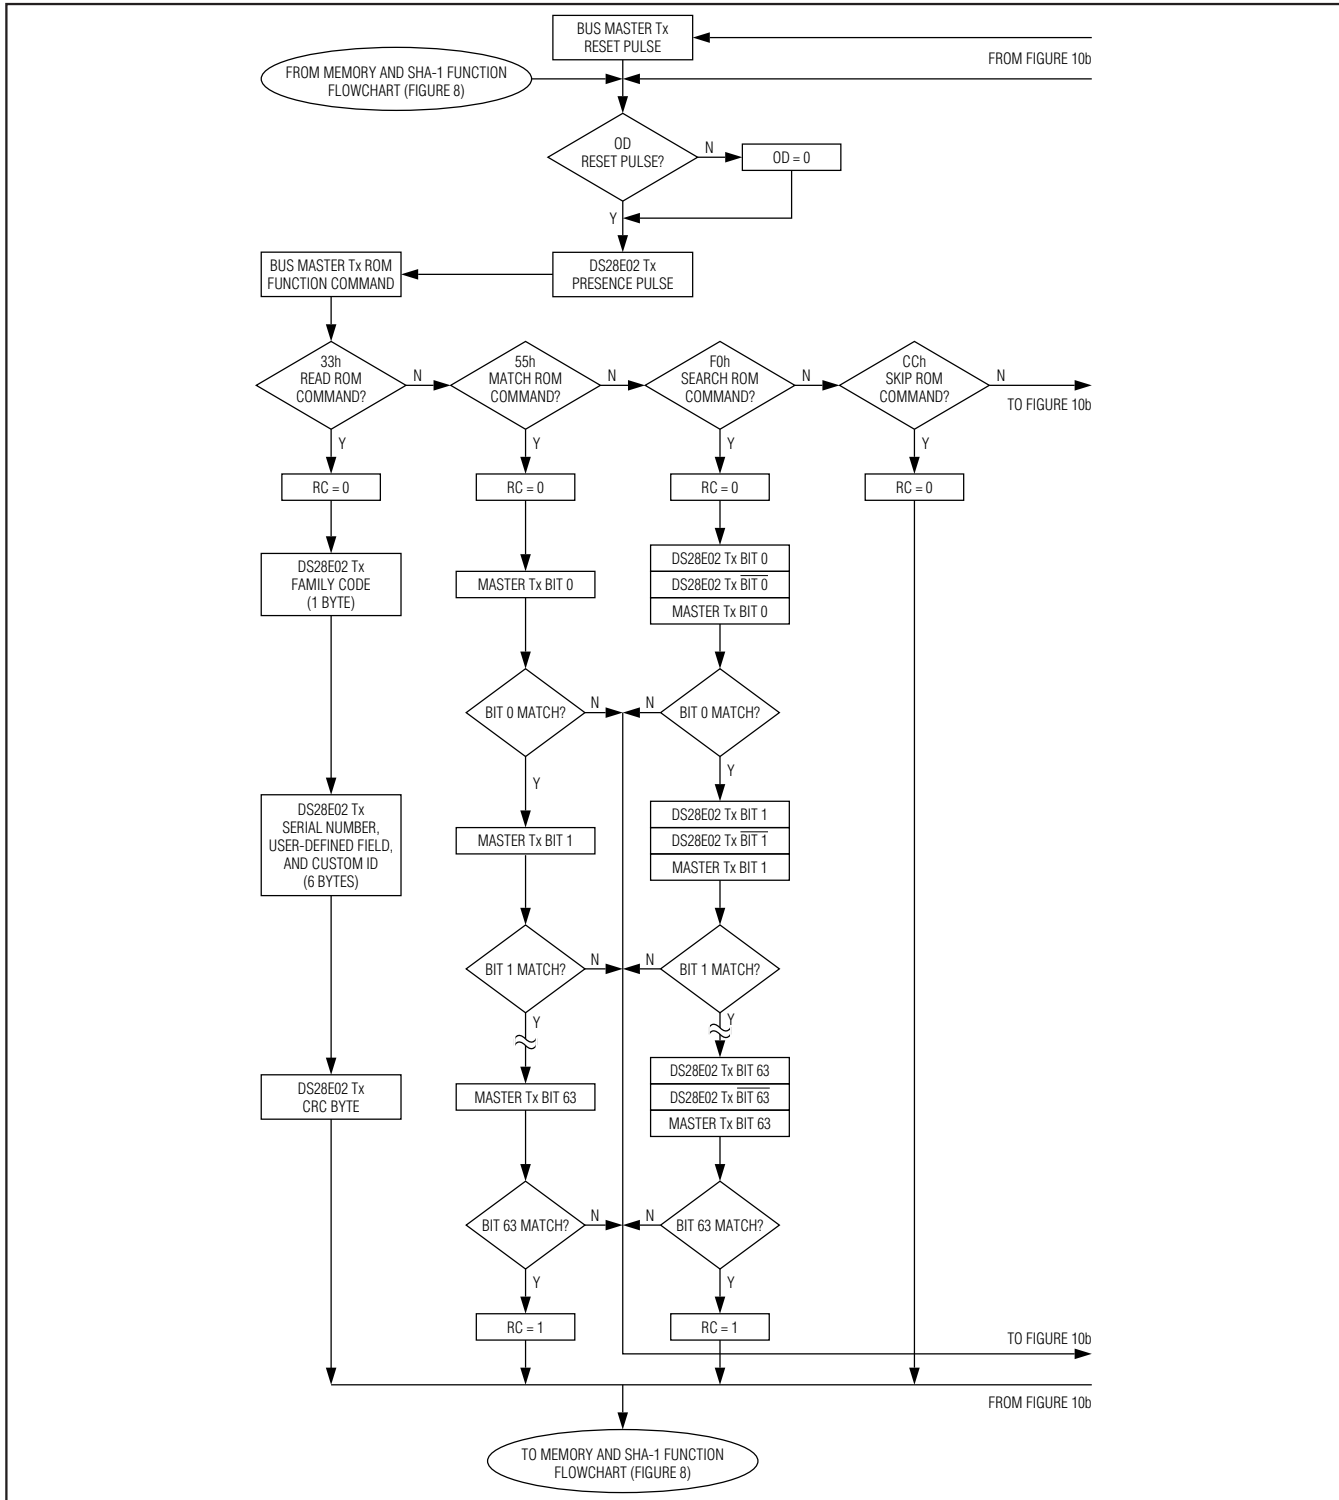 BUS MASTER Tx
RESET PULSE
FROM FIGURE 10b
FROM MEMORY AND SHA-1 FUNCTION
FLOWCHART (FIGURE 8)
OD
RESET PULSE?
N
OD = 0
Y
BUS MASTER Tx ROM
FUNCTION COMMAND
DS28E02 Tx
PRESENCE PULSE
33h
READ ROM
COMMAND?
N
55h
MATCH ROM
COMMAND?
N
F0h
SEARCH ROM
COMMAND?
N
CCh
SKIP ROM
COMMAND?
N
TO FIGURE 10b
Y
Y
Y
Y
RC = 0
RC = 0
RC = 0
RC = 0
DS28E02 Tx
FAMILY CODE
(1 BYTE)
MASTER Tx BIT 0
DS28E02 Tx BIT 0
DS28E02 Tx B̅I̅T̅ ̅0̅
MASTER Tx BIT 0
BIT 0 MATCH?
N
N
BIT 0 MATCH?
Y
Y
DS28E02 Tx
SERIAL NUMBER,
USER-DEFINED FIELD,
AND CUSTOM ID
(6 BYTES)
MASTER Tx BIT 1
DS28E02 Tx BIT 1
DS28E02 Tx B̅I̅T̅ ̅1̅
MASTER Tx BIT 1
BIT 1 MATCH?
N
N
BIT 1 MATCH?
Y
Y
DS28E02 Tx
CRC BYTE
MASTER Tx BIT 63
DS28E02 Tx BIT 63
DS28E02 Tx B̅I̅T̅ ̅6̅3̅
MASTER Tx BIT 63
BIT 63 MATCH?
N
N
BIT 63 MATCH?
Y
Y
RC = 1
RC = 1
TO FIGURE 10b
FROM FIGURE 10b
TO MEMORY AND SHA-1 FUNCTION
FLOWCHART (FIGURE 8)